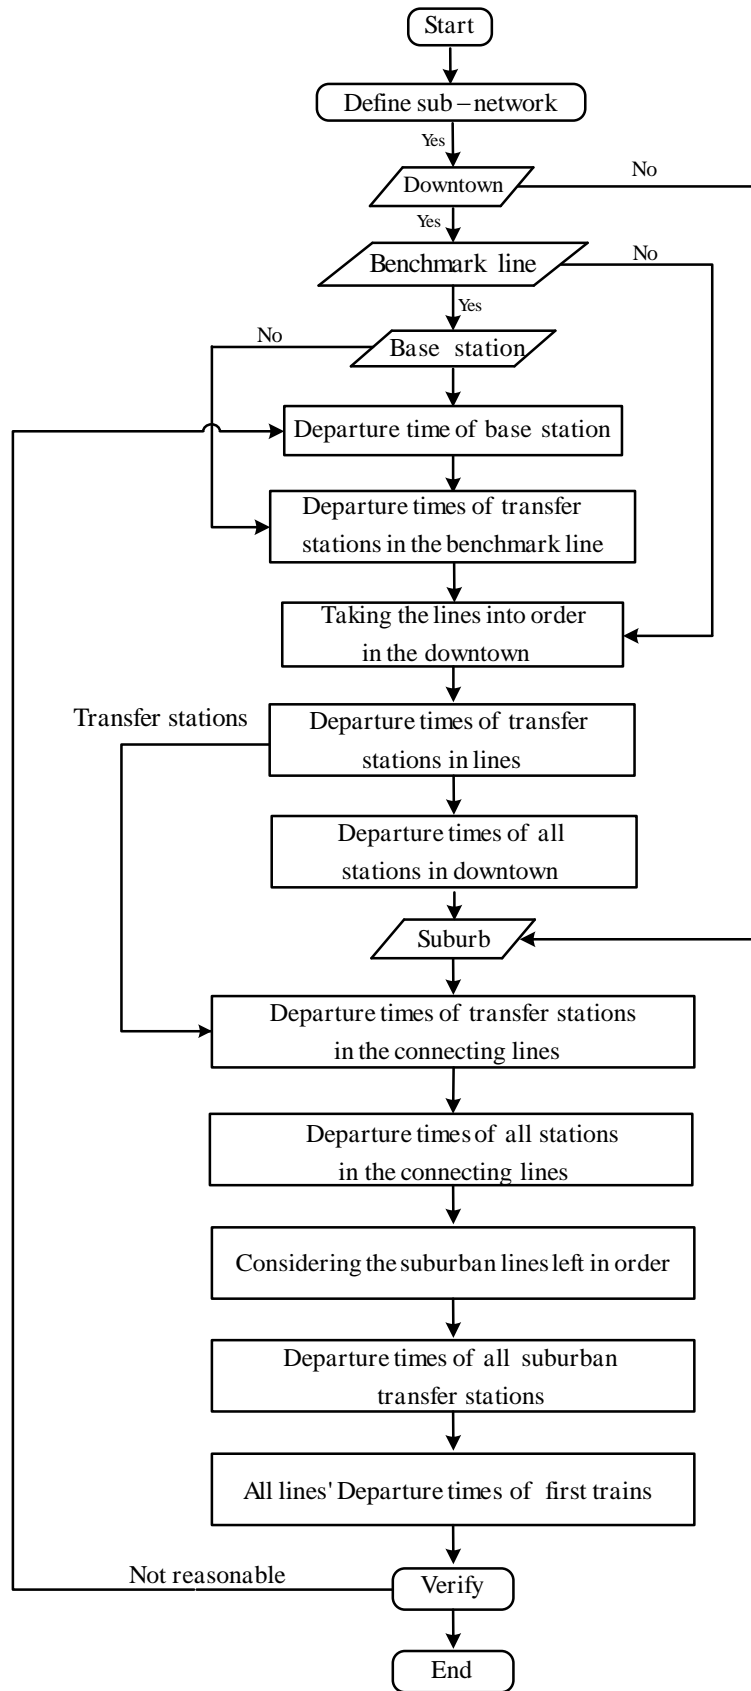 Start
Define sub–network
Yes
Downtown
No
Yes
Benchmark line
No
Yes
No
Base station
Departure time of base station
Departure times of transfer
stations in the benchmark line
Taking the lines into order
in the downtown
Transfer stations
Departure times of transfer
stations in lines
Departure times of all
stations in downtown
Suburb
Departure times of transfer stations
in the connecting lines
Departure times of all stations
in the connecting lines
Considering the suburban lines left in order
Departure times of all suburban
transfer stations
All lines' Departure times of first trains
Not reasonable
Verify
End